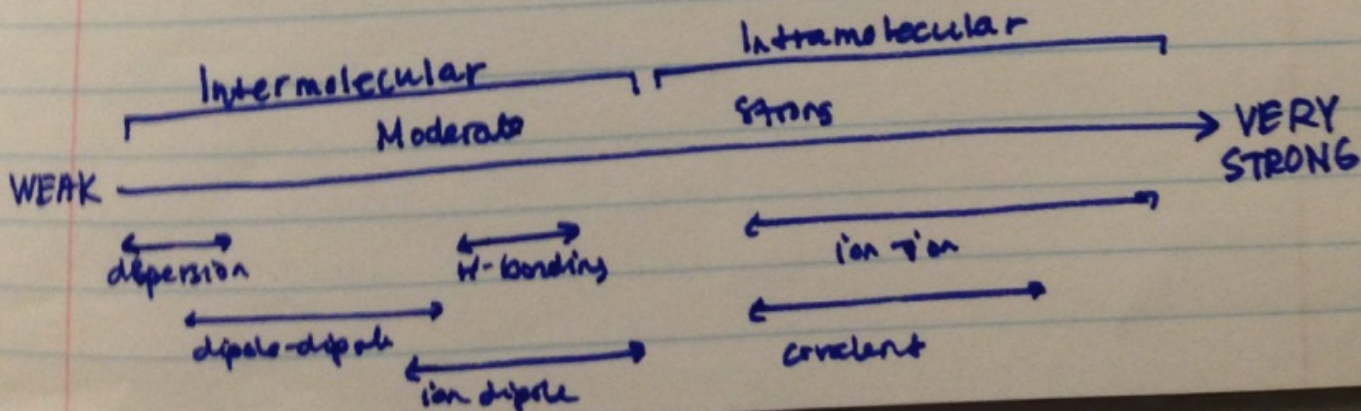 Intermolecular
Intramolecular
Moderate
Strong
WEAK
VERY
STRONG
dispersion
H-bonding
ion-ion
dipole-dipole
covalent
ion dipole